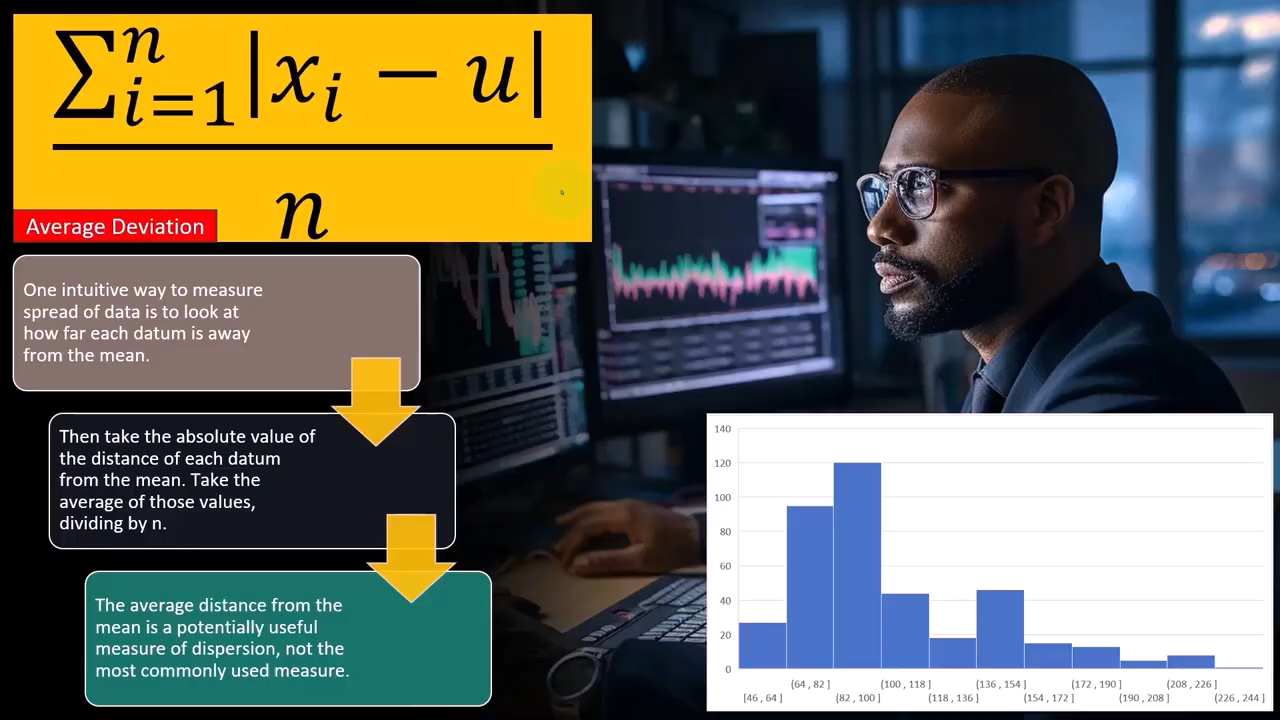 ∑ⁿᵢ₌₁|xᵢ − u|
n
Average Deviation
One intuitive way to measure
spread of data is to look at
how far each datum is away
from the mean.
Then take the absolute value of
the distance of each datum
from the mean. Take the
average of those values,
dividing by n.
The average distance from the
mean is a potentially useful
measure of dispersion, not the
most commonly used measure.
140
120
100
80
60
40
20
0
[46 , 64 ]
(64 , 82 ]
(82 , 100 ]
(100 , 118 ]
(118 , 136 ]
(136 , 154 ]
(154 , 172 ]
(172 , 190 ]
(190 , 208 ]
(208 , 226 ]
(226 , 244 ]